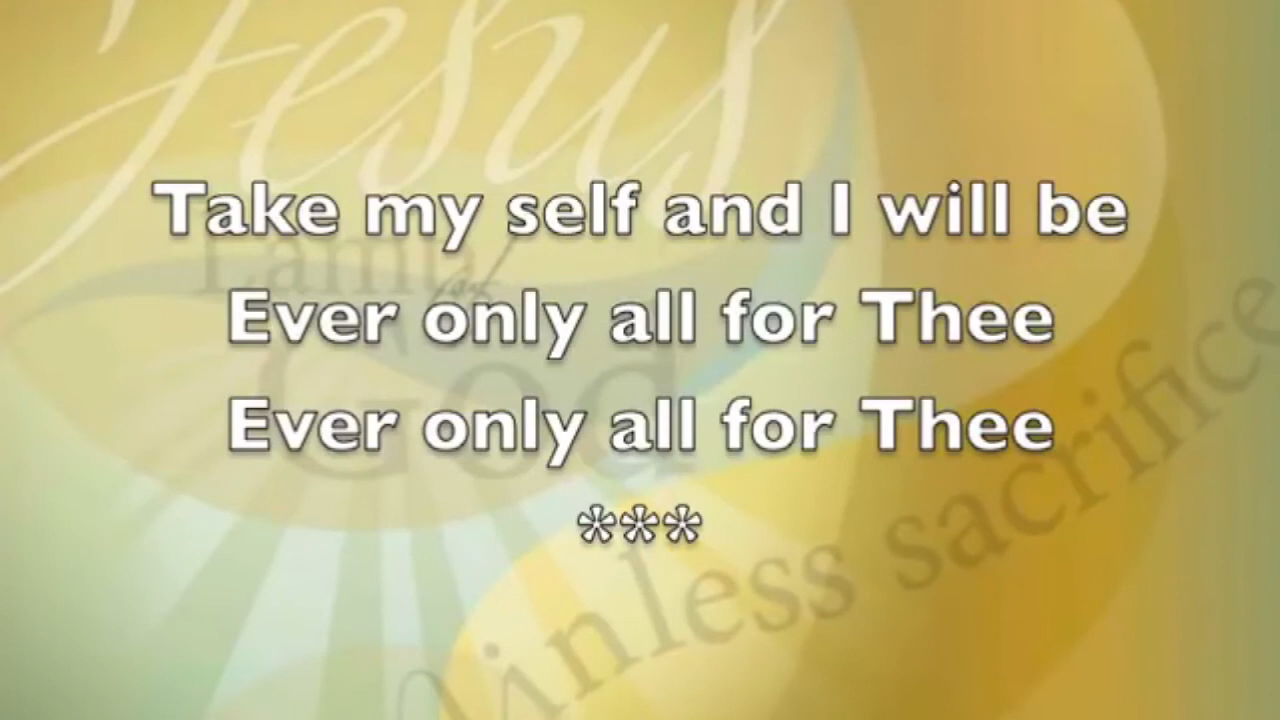 Jesus
Take my self and I will be
Lamb of
Ever only all for Thee
God
Ever only all for Thee
***
sacrifice